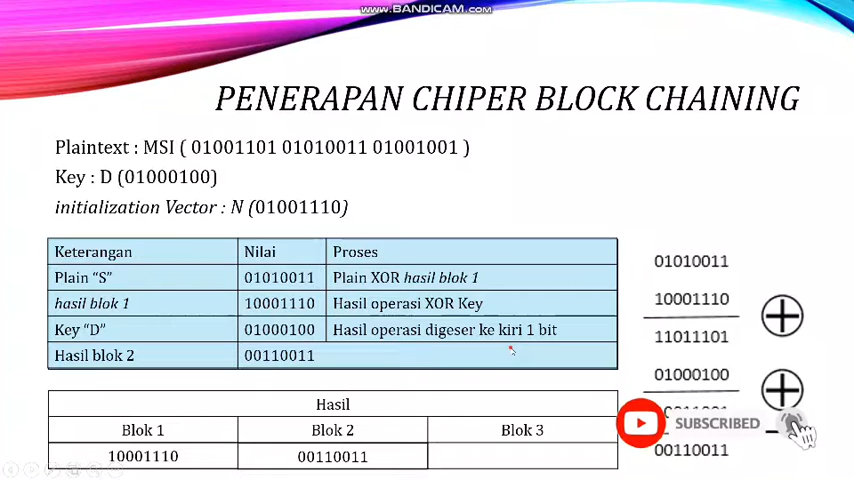 www.BANDICAM.com
PENERAPAN CHIPER BLOCK CHAINING
Plaintext : MSI ( 01001101 01010011 01001001 )
Key : D (01000100)
initialization Vector : N (01001110)
Keterangan Nilai Proses
Plain “S” 01010011 Plain XOR hasil blok 1
hasil blok 1 10001110 Hasil operasi XOR Key
Key “D” 01000100 Hasil operasi digeser ke kiri 1 bit
Hasil blok 2 00110011
01010011
10001110
11011101
01000100
00110011
SUBSCRIBED
Hasil
Blok 1 Blok 2 Blok 3
10001110 00110011